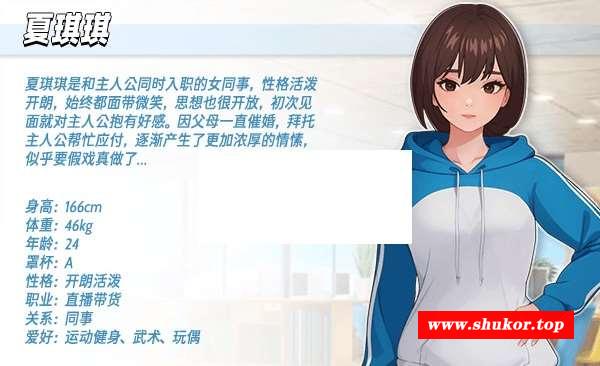 夏琪琪
夏琪琪是和主人公同时入职的女同事，性格活泼
开朗，始终都面带微笑，思想也很开放，初次见
面就对主人公抱有好感。因父母一直催婚，拜托
主人公帮忙应付，逐渐产生了更加浓厚的情愫，
似乎要假戏真做了...
身高：166cm
体重：46kg
年龄：24
罩杯：A
性格：开朗活泼
职业：直播带货
关系：同事
爱好：运动健身、武术、玩偶
www.shukor.top